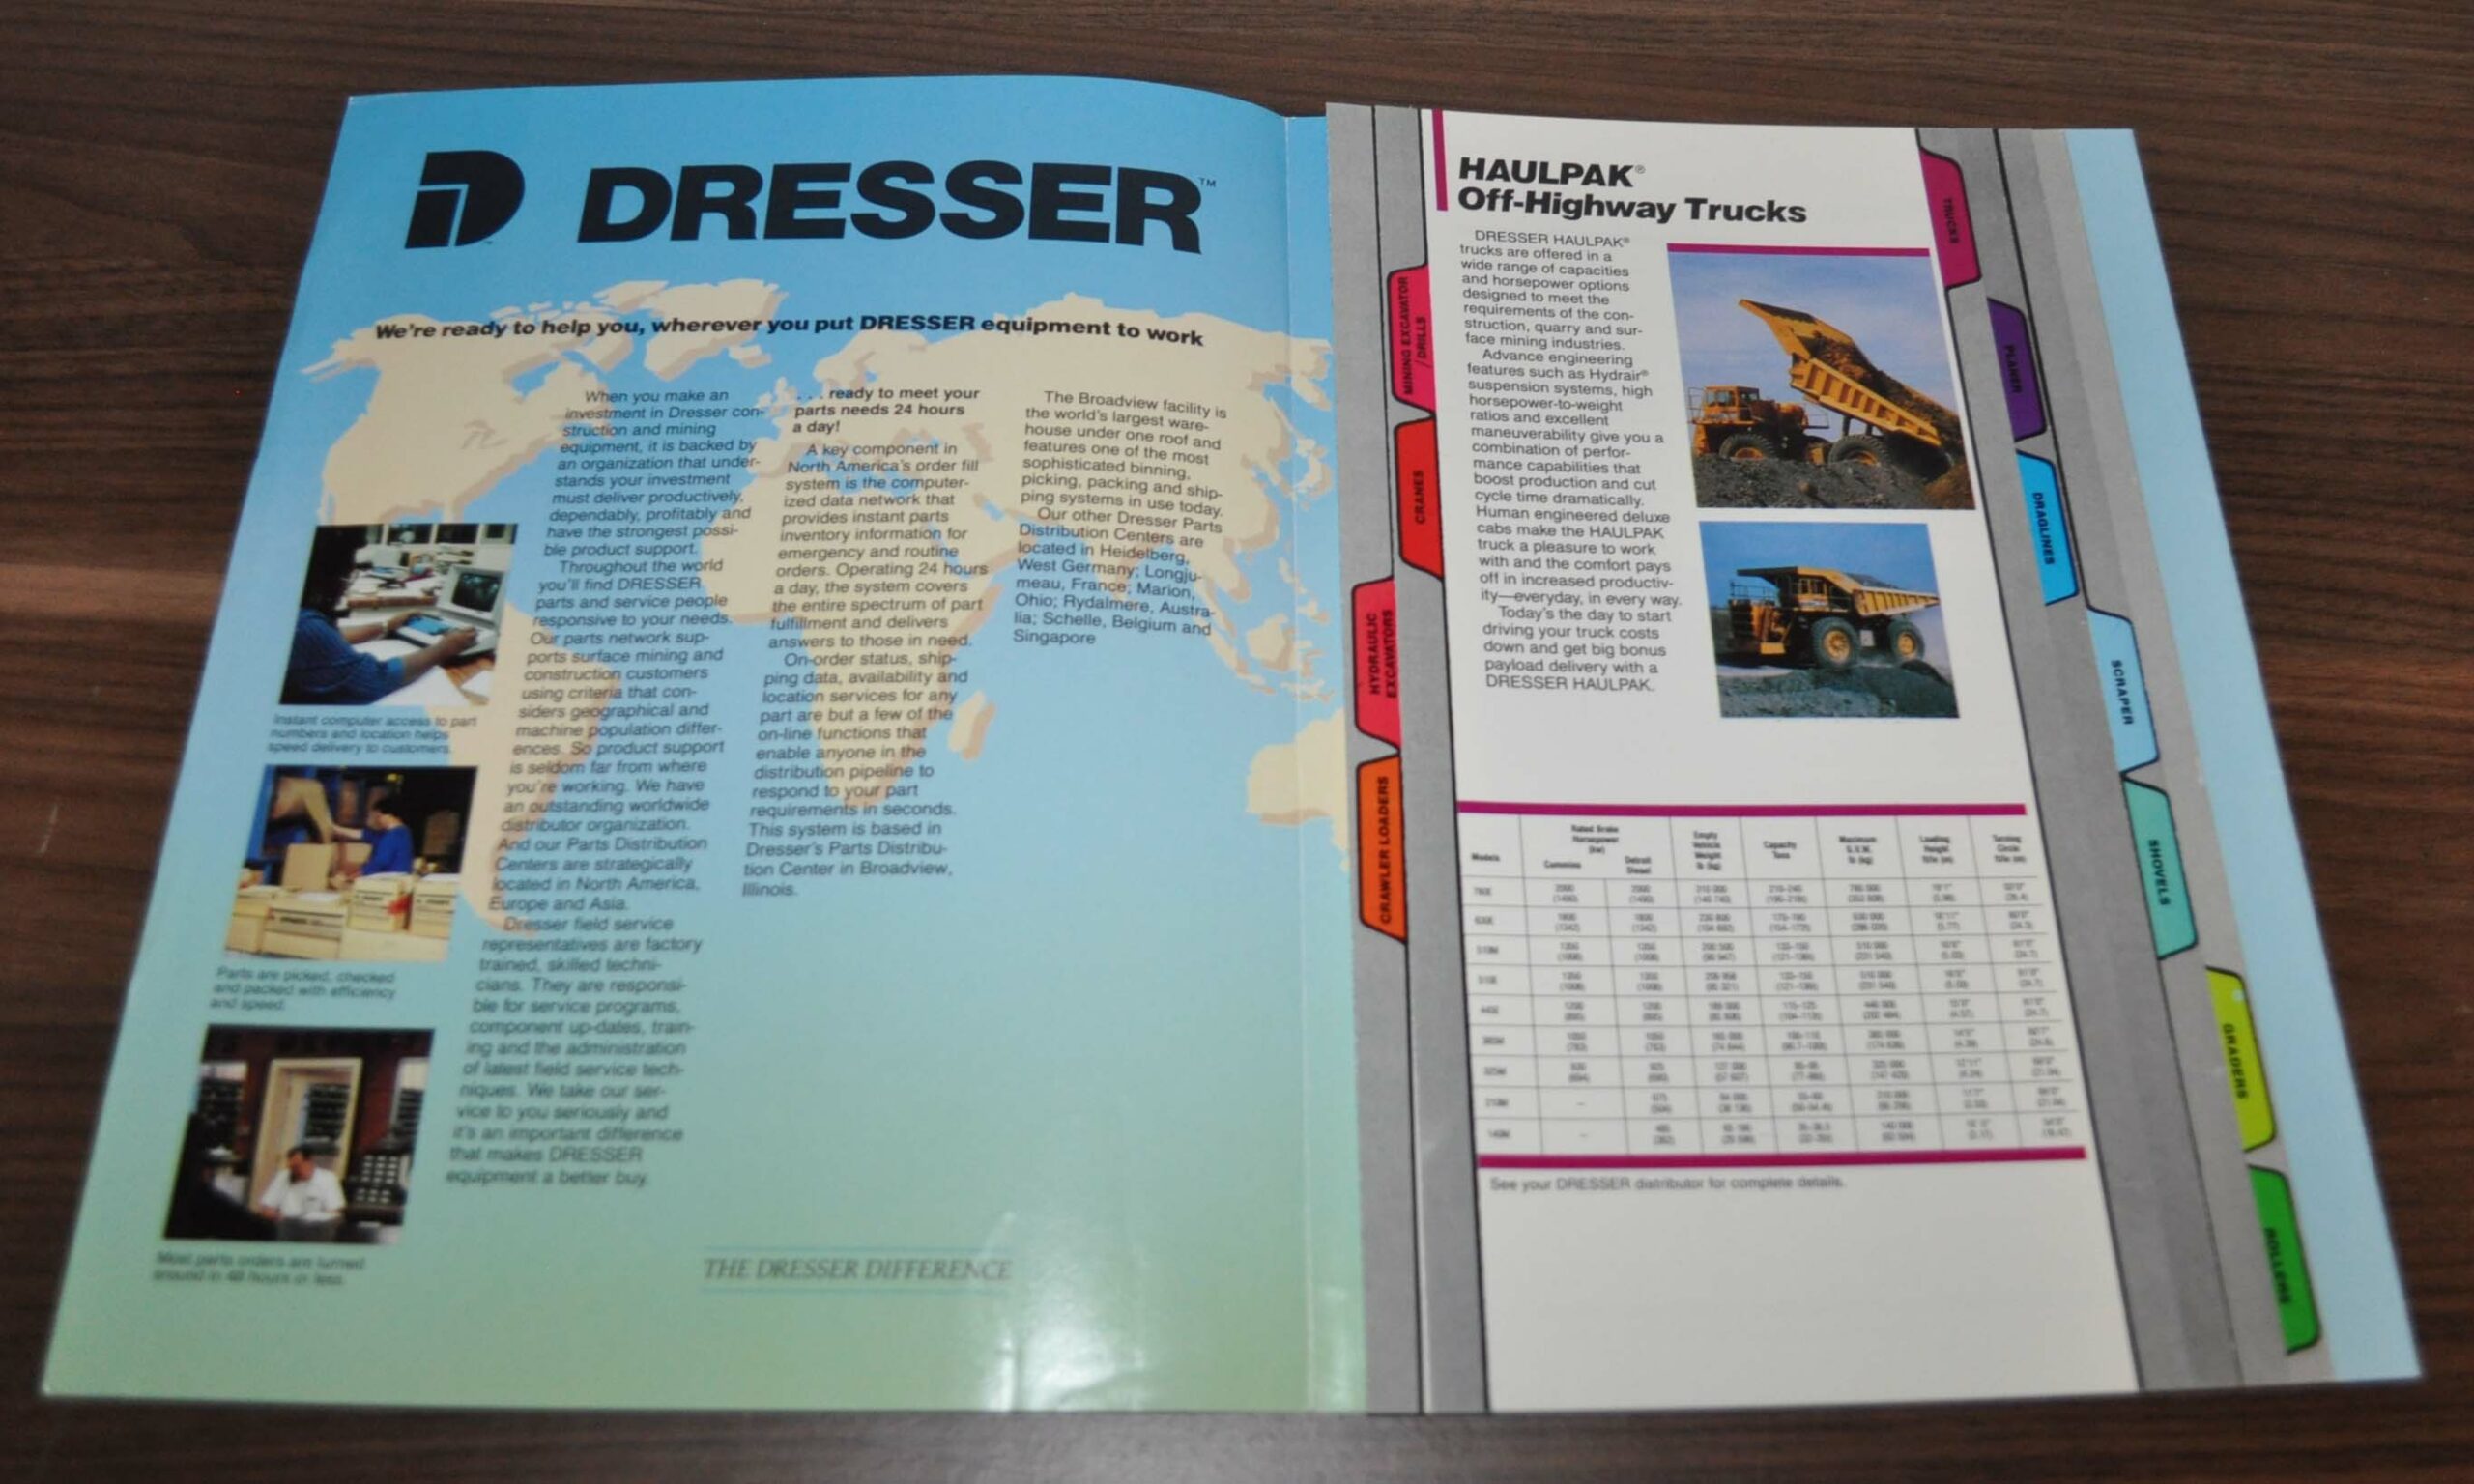 DRESSER™
We're ready to help you, wherever you put DRESSER equipment to work
When you make an
investment in Dresser con-
struction and mining
equipment, it is backed by
an organization that under-
stands your investment
must deliver productively,
dependably, profitably and
have the strongest possi-
ble product support.
Throughout the world
you'll find DRESSER
parts and service people
responsive to your needs.
Our parts network sup-
ports surface mining and
construction customers
using criteria that con-
siders geographical and
machine population differ-
ences. So product support
is seldom far from where
you're working. We have
an outstanding worldwide
distributor organization.
And our Parts Distribution
Centers are strategically
located in North America,
Europe and Asia.
Dresser field service
representatives are factory
trained, skilled techni-
cians. They are responsi-
ble for service programs,
component up-dates, train-
ing and the administration
of latest field service tech-
niques. We take our ser-
vice to you seriously and
it's an important difference
that makes DRESSER
equipment a better buy.
. . . ready to meet your
parts needs 24 hours
a day!
A key component in
North America's order fill
system is the computer-
ized data network that
provides instant parts
inventory information for
emergency and routine
orders. Operating 24 hours
a day, the system covers
the entire spectrum of part
fulfillment and delivers
answers to those in need.
On-order status, ship-
ping data, availability and
location services for any
part are but a few of the
on-line functions that
enable anyone in the
distribution pipeline to
respond to your part
requirements in seconds.
This system is based in
Dresser's Parts Distribu-
tion Center in Broadview,
Illinois.
The Broadview facility is
the world's largest ware-
house under one roof and
features one of the most
sophisticated binning,
picking, packing and ship-
ping systems in use today.
Our other Dresser Parts
Distribution Centers are
located in Heidelberg,
West Germany; Longju-
meau, France; Marion,
Ohio; Rydalmere, Austra-
lia; Schelle, Belgium and
Singapore
Instant computer access to part
numbers and location helps
speed delivery to customers.
Parts are picked, checked
and packed with efficiency
and speed.
Most parts orders are turned
around in 48 hours or less.
THE DRESSER DIFFERENCE
MINING EXCAVATOR
/DRILLS
CRANES
HYDRAULIC
EXCAVATORS
CRAWLER LOADERS
HAULPAK®
Off-Highway Trucks
DRESSER HAULPAK®
trucks are offered in a
wide range of capacities
and horsepower options
designed to meet the
requirements of the con-
struction, quarry and sur-
face mining industries.
Advance engineering
features such as Hydrair®
suspension systems, high
horsepower-to-weight
ratios and excellent
maneuverability give you a
combination of perfor-
mance capabilities that
boost production and cut
cycle time dramatically.
Human engineered deluxe
cabs make the HAULPAK
truck a pleasure to work
with and the comfort pays
off in increased productiv-
ity—everyday, in every way.
Today's the day to start
driving your truck costs
down and get big bonus
payload delivery with a
DRESSER HAULPAK.
Models
Rated Brake
Horsepower
Cummins
Detroit
Diesel
Empty
Vehicle
Weight
Capacity
Tons
Maximum
G.V.W.
Loading
Height
Turning
Circle
See your DRESSER distributor for complete details.
TRUCKS
PLANER
DRAGLINES
SCRAPER
SHOVELS
GRADERS
ROLLERS